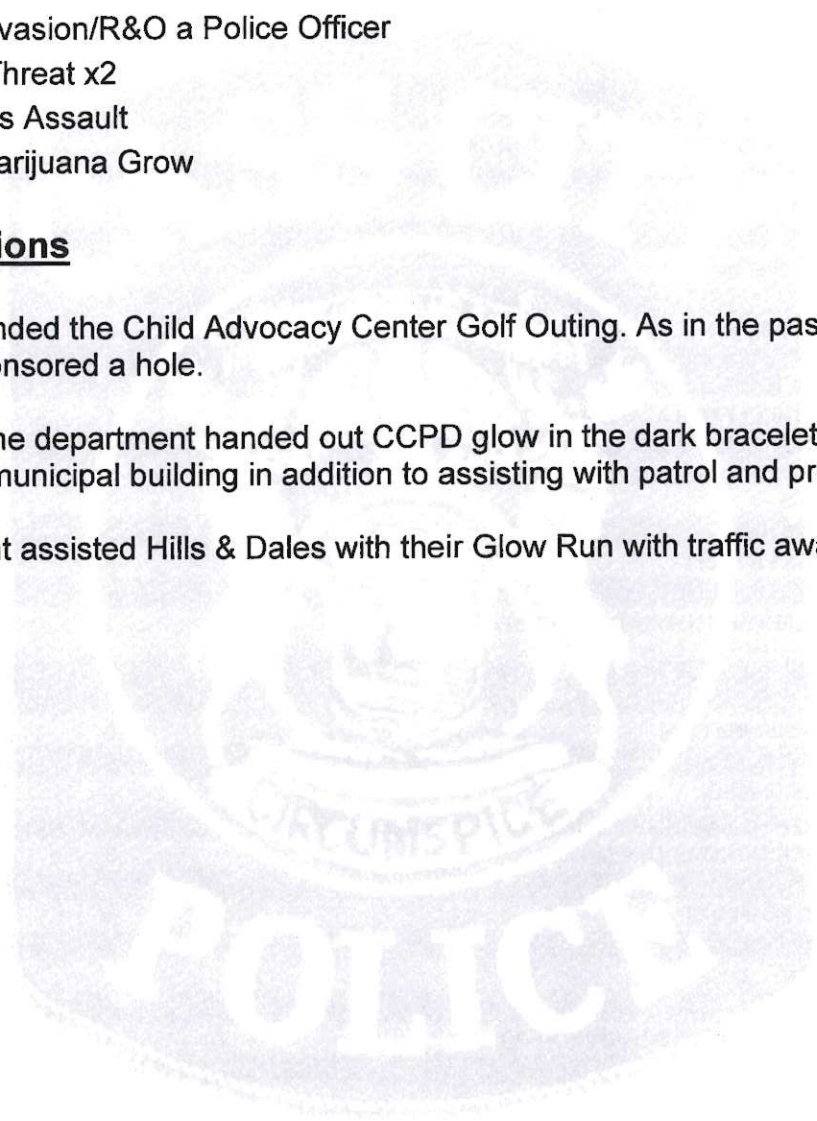 vasion/R&O a Police Officer
Threat x2
s Assault
arijuana Grow
ions
nded the Child Advocacy Center Golf Outing. As in the pas
onsored a hole.
he department handed out CCPD glow in the dark bracelet
municipal building in addition to assisting with patrol and pr
t assisted Hills & Dales with their Glow Run with traffic awa
CIRCUMSPICE
POLICE